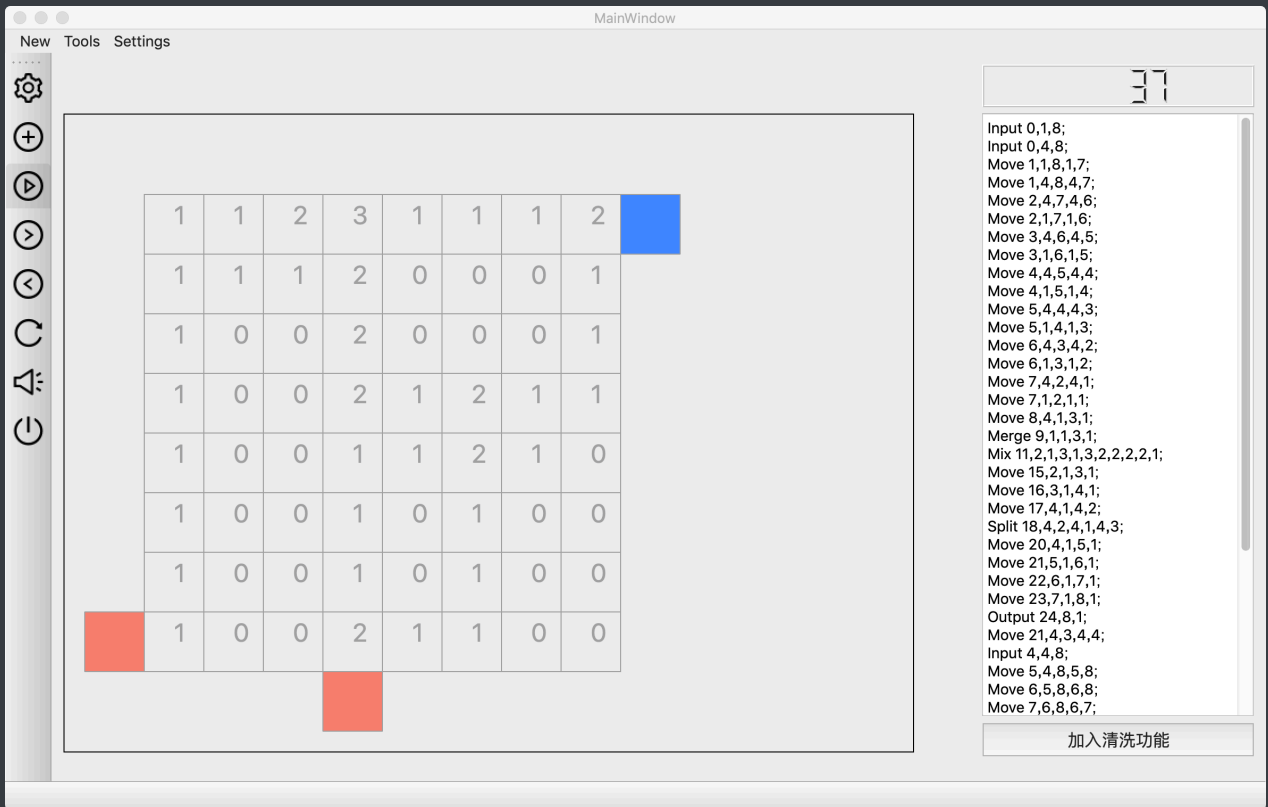 MainWindow
New Tools Settings
37
1 1 2 3 1 1 1 2
1 1 1 2 0 0 0 1
1 0 0 2 0 0 0 1
1 0 0 2 1 2 1 1
1 0 0 1 1 2 1 0
1 0 0 1 0 1 0 0
1 0 0 1 0 1 0 0
1 0 0 2 1 1 0 0
Input 0,1,8;
Input 0,4,8;
Move 1,1,8,1,7;
Move 1,4,8,4,7;
Move 2,4,7,4,6;
Move 2,1,7,1,6;
Move 3,4,6,4,5;
Move 3,1,6,1,5;
Move 4,4,5,4,4;
Move 4,1,5,1,4;
Move 5,4,4,4,3;
Move 5,1,4,1,3;
Move 6,4,3,4,2;
Move 6,1,3,1,2;
Move 7,4,2,4,1;
Move 7,1,2,1,1;
Move 8,4,1,3,1;
Merge 9,1,1,3,1;
Mix 11,2,1,3,1,3,2,2,2,2,1;
Move 15,2,1,3,1;
Move 16,3,1,4,1;
Move 17,4,1,4,2;
Split 18,4,2,4,1,4,3;
Move 20,4,1,5,1;
Move 21,5,1,6,1;
Move 22,6,1,7,1;
Move 23,7,1,8,1;
Output 24,8,1;
Move 21,4,3,4,4;
Input 4,4,8;
Move 5,4,8,5,8;
Move 6,5,8,6,8;
Move 7,6,8,6,7;
加入清洗功能